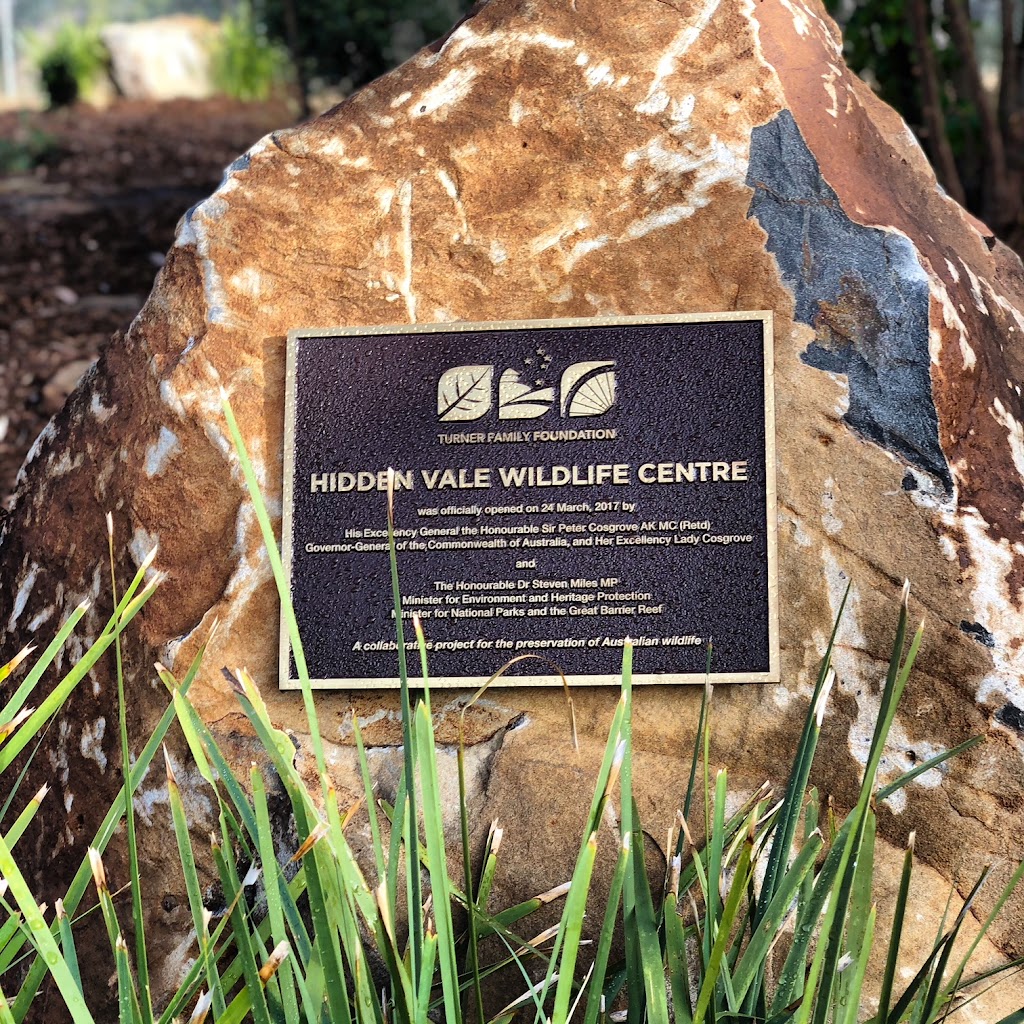 TURNER FAMILY FOUNDATION
HIDDEN VALE WILDLIFE CENTRE
was officially opened on 24 March, 2017 by
His Excellency General the Honourable Sir Peter Cosgrove AK MC (Retd)
Governor-General of the Commonwealth of Australia, and Her Excellency Lady Cosgrove
and
The Honourable Dr Steven Miles MP
Minister for Environment and Heritage Protection
Minister for National Parks and the Great Barrier Reef
A collaborative project for the preservation of Australian wildlife